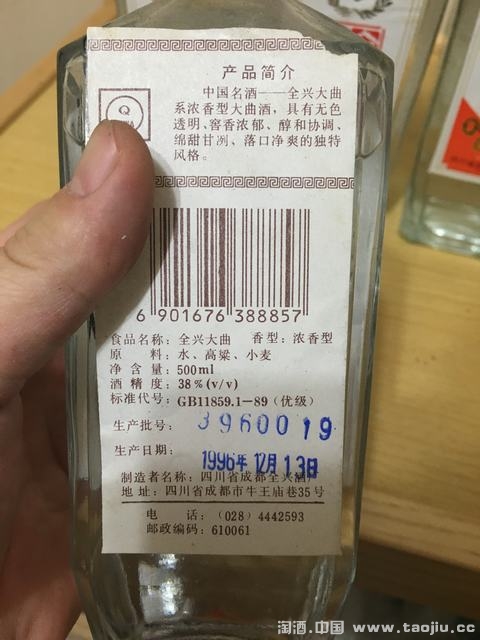 产品简介
中国名酒——全兴大曲
系浓香型大曲酒，具有无色
透明、窖香浓郁、醇和协调、
绵甜甘冽、落口净爽的独特
风格。
Q
6 901676 388857
食品名称：全兴大曲 香型：浓香型
原 料：水、高粱、小麦
净 含 量：500ml
酒 精 度：38%(v/v)
标准代号：GB11859.1-89（优级）
生产批号：3960019
生产日期：1996年12月13日
制造者名称：四川省成都全兴酒厂
地 址：四川省成都市牛王庙巷35号
电 话：(028) 4442593
邮政编码：610061
淘酒.中国 www.taojiu.cc